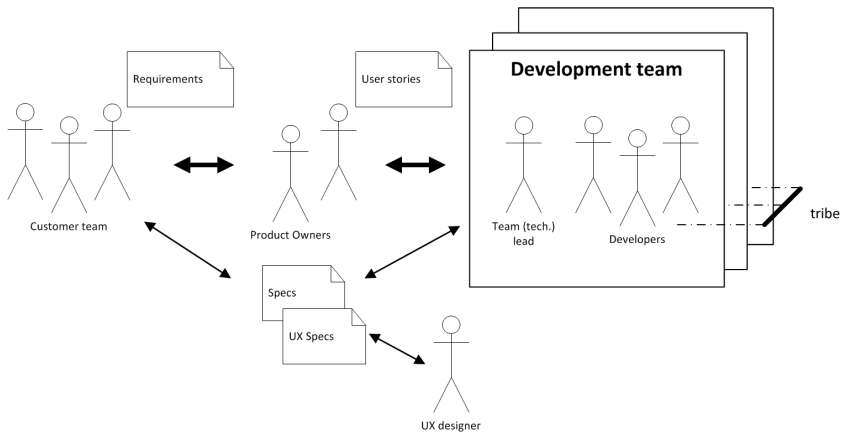 Requirements
User stories
Development team
Customer team
Product Owners
Team (tech.)
lead
Developers
tribe
Specs
UX Specs
UX designer